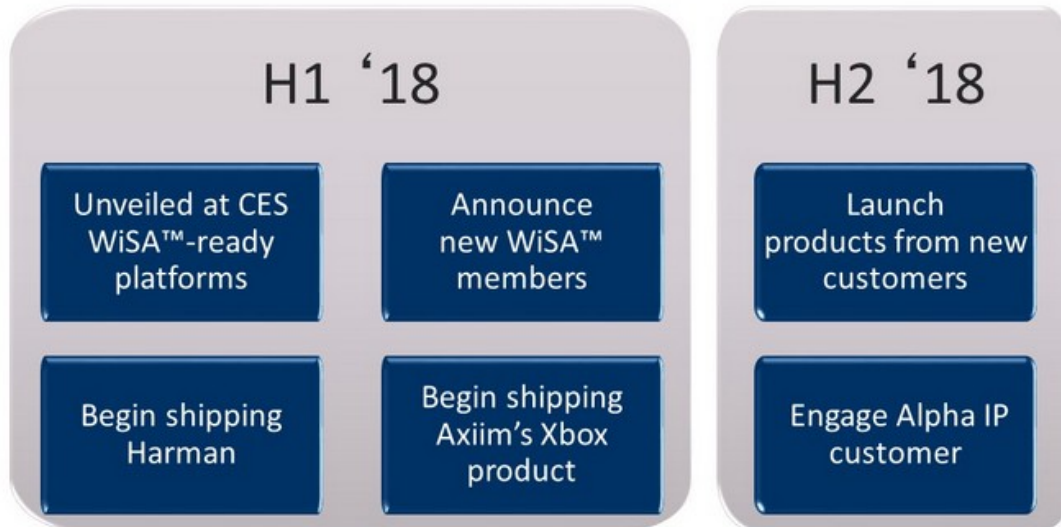 H1 ‘18
Unveiled at CES
WiSA™-ready
platforms
Announce
new WiSA™
members
Begin shipping
Harman
Begin shipping
Axiim’s Xbox
product
H2 ‘18
Launch
products from new
customers
Engage Alpha IP
customer